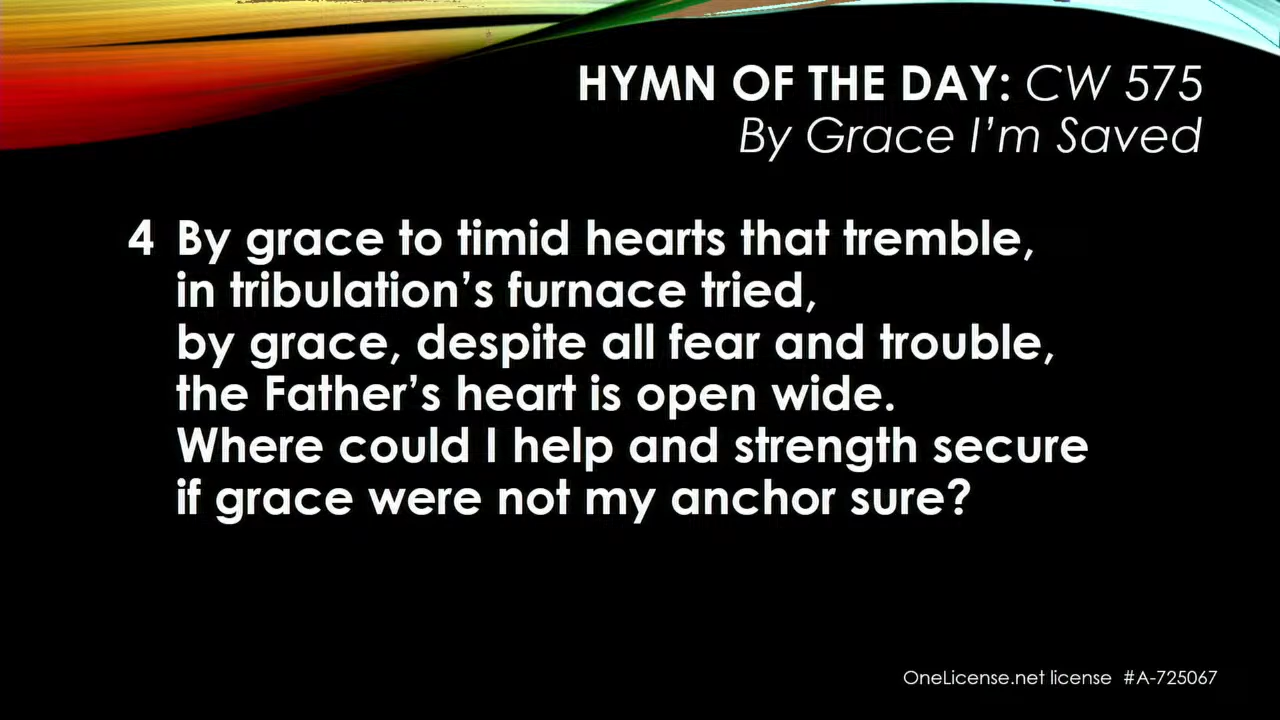 HYMN OF THE DAY: CW 575
By Grace I’m Saved
4 By grace to timid hearts that tremble,
in tribulation’s furnace tried,
by grace, despite all fear and trouble,
the Father’s heart is open wide.
Where could I help and strength secure
if grace were not my anchor sure?
OneLicense.net license #A-725067